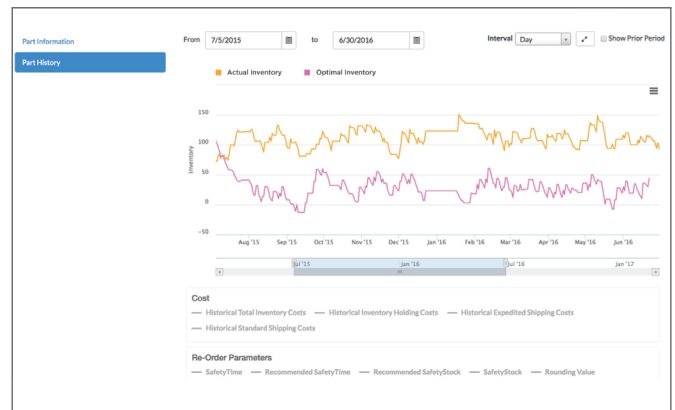 Part Information
Part History
From 7/5/2015 to 6/30/2016 Interval Day Show Prior Period
Actual Inventory Optimal Inventory
Inventory
150
100
50
0
-50
Aug '15 Sep '15 Oct '15 Nov '15 Dec '15 Jan '16 Feb '16 Mar '16 Apr '16 May '16 Jun '16
Jul '15 Jan '16 Jul '16 Jan '17
Cost
Historical Total Inventory Costs Historical Inventory Holding Costs Historical Expedited Shipping Costs
Historical Standard Shipping Costs
Re-Order Parameters
SafetyTime Recommended SafetyTime Recommended SafetyStock SafetyStock Rounding Value